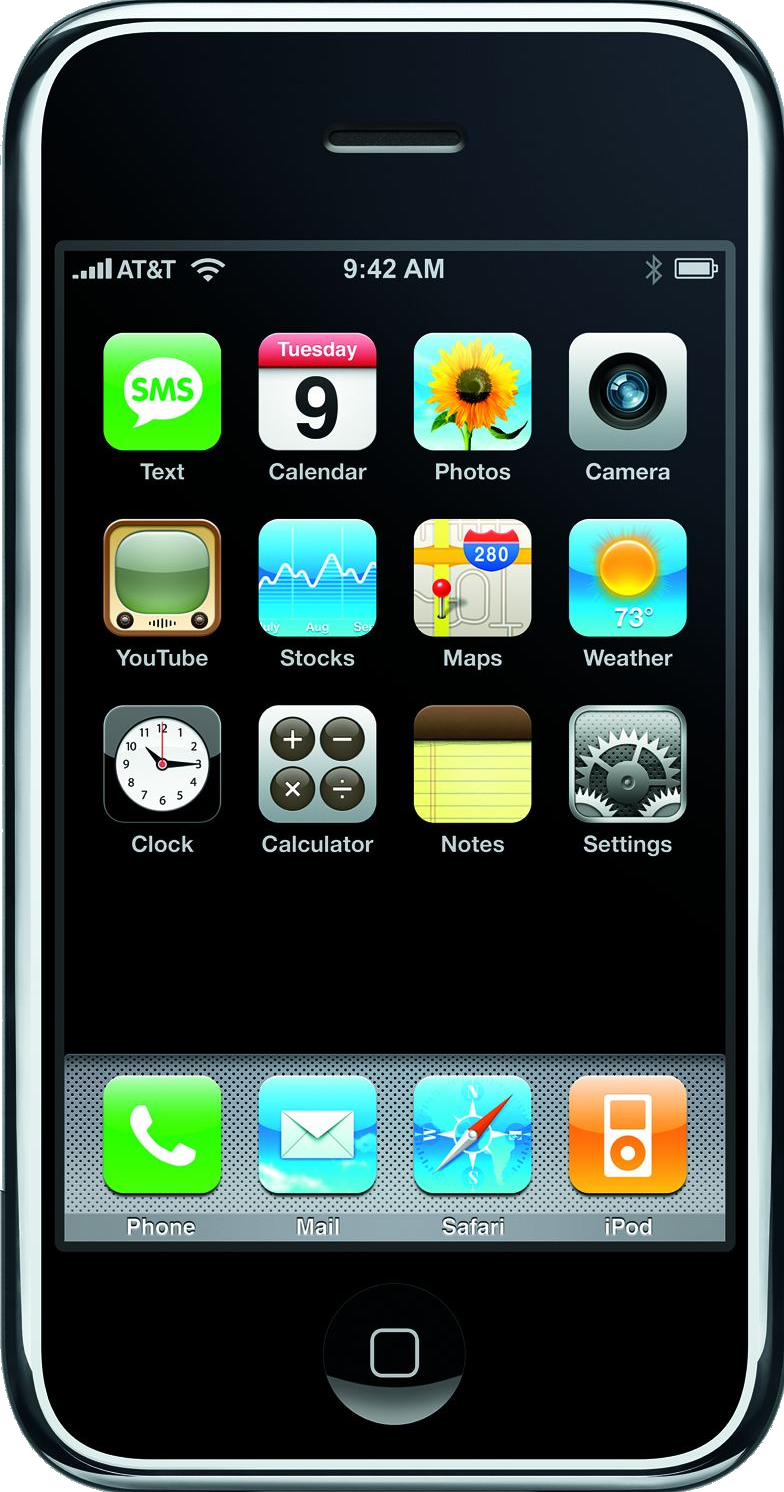 AT&T 9:42 AM
SMS Tuesday
9
Text Calendar Photos Camera
280
73°
July Aug Sep
YouTube Stocks Maps Weather
11 12 1
10 2
9 3
8 4
7 6 5
+ −
× ÷
Clock Calculator Notes Settings
N
W E
S
Phone Mail Safari iPod